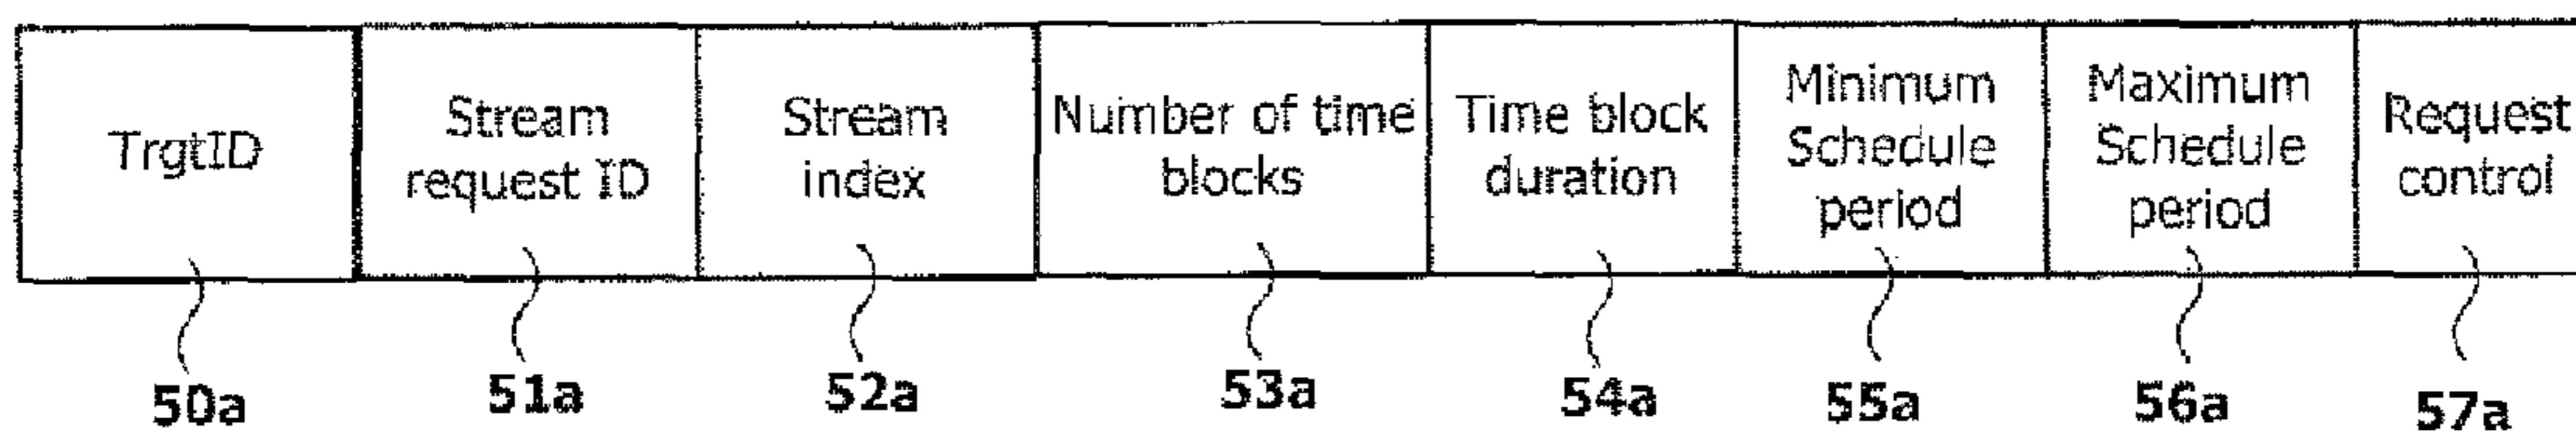 TrgtID
Stream
request ID
Stream
index
Number of time
blocks
Time block
duration
Minimum
Schedule
period
Maximum
Schedule
period
Request
control
50a
51a
52a
53a
54a
55a
56a
57a